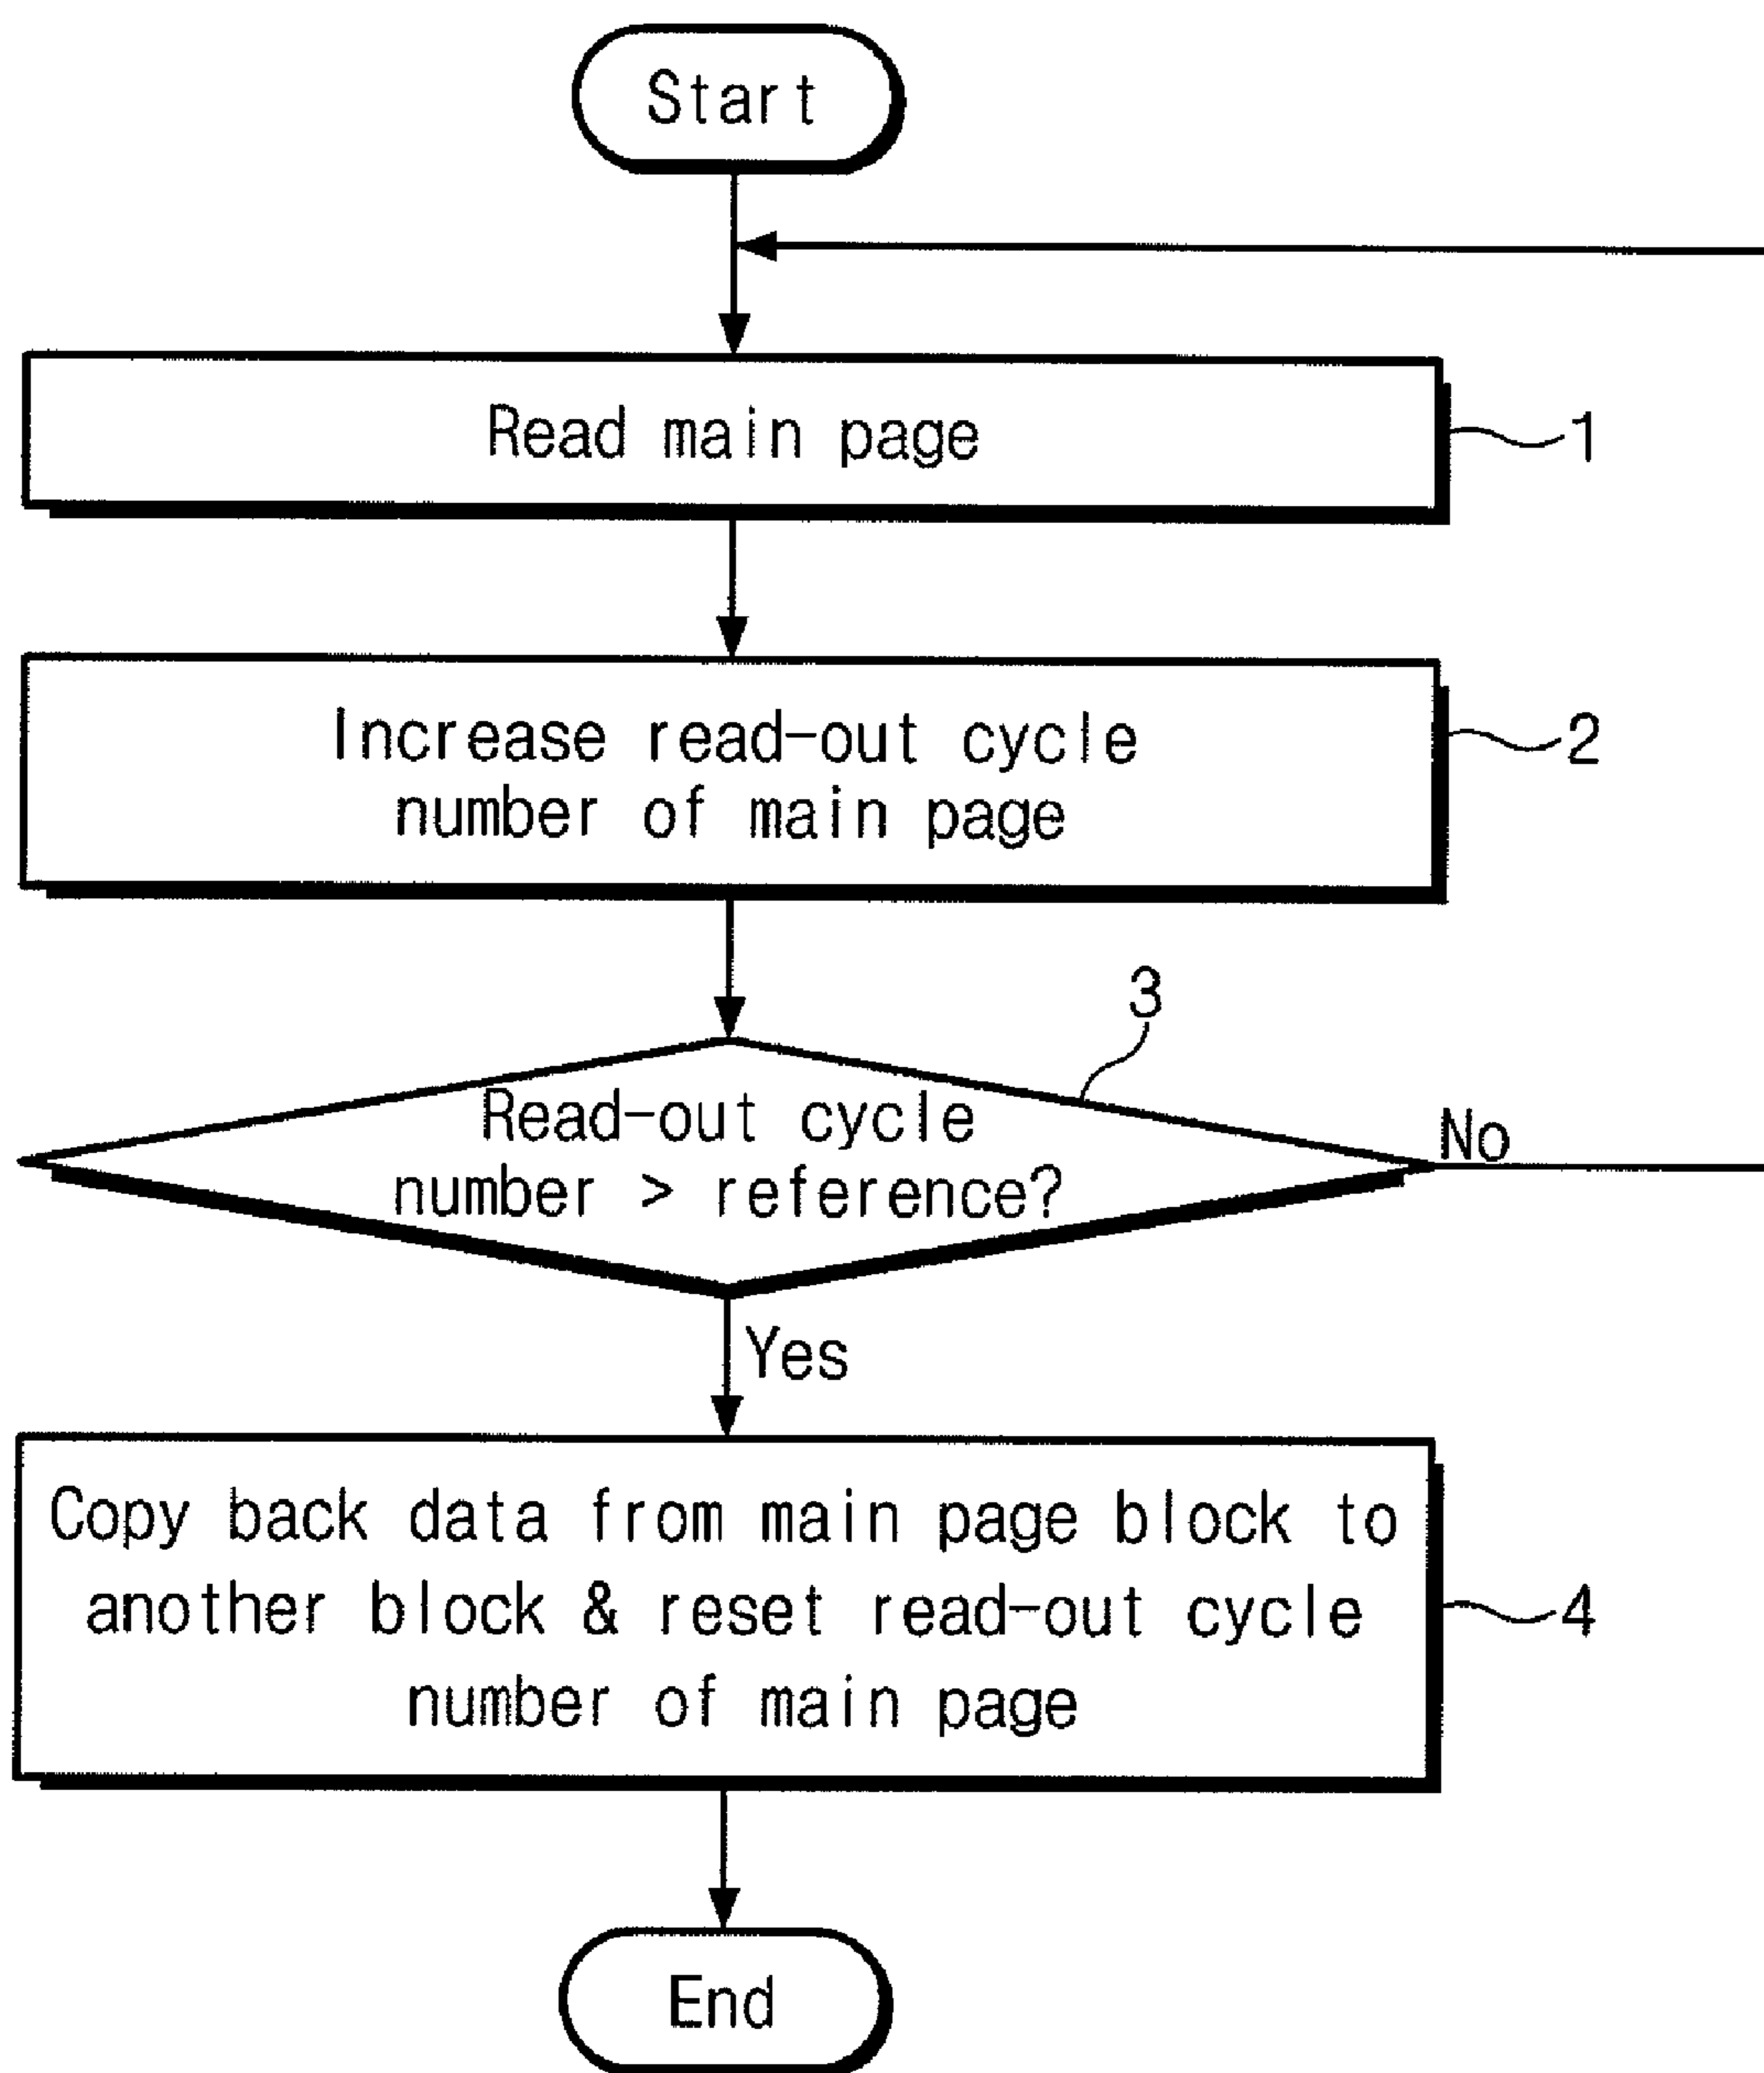 Start
Read main page
1
Increase read-out cycle
number of main page
2
3
Read-out cycle
number > reference?
No
Yes
Copy back data from main page block to
another block & reset read-out cycle
number of main page
4
End